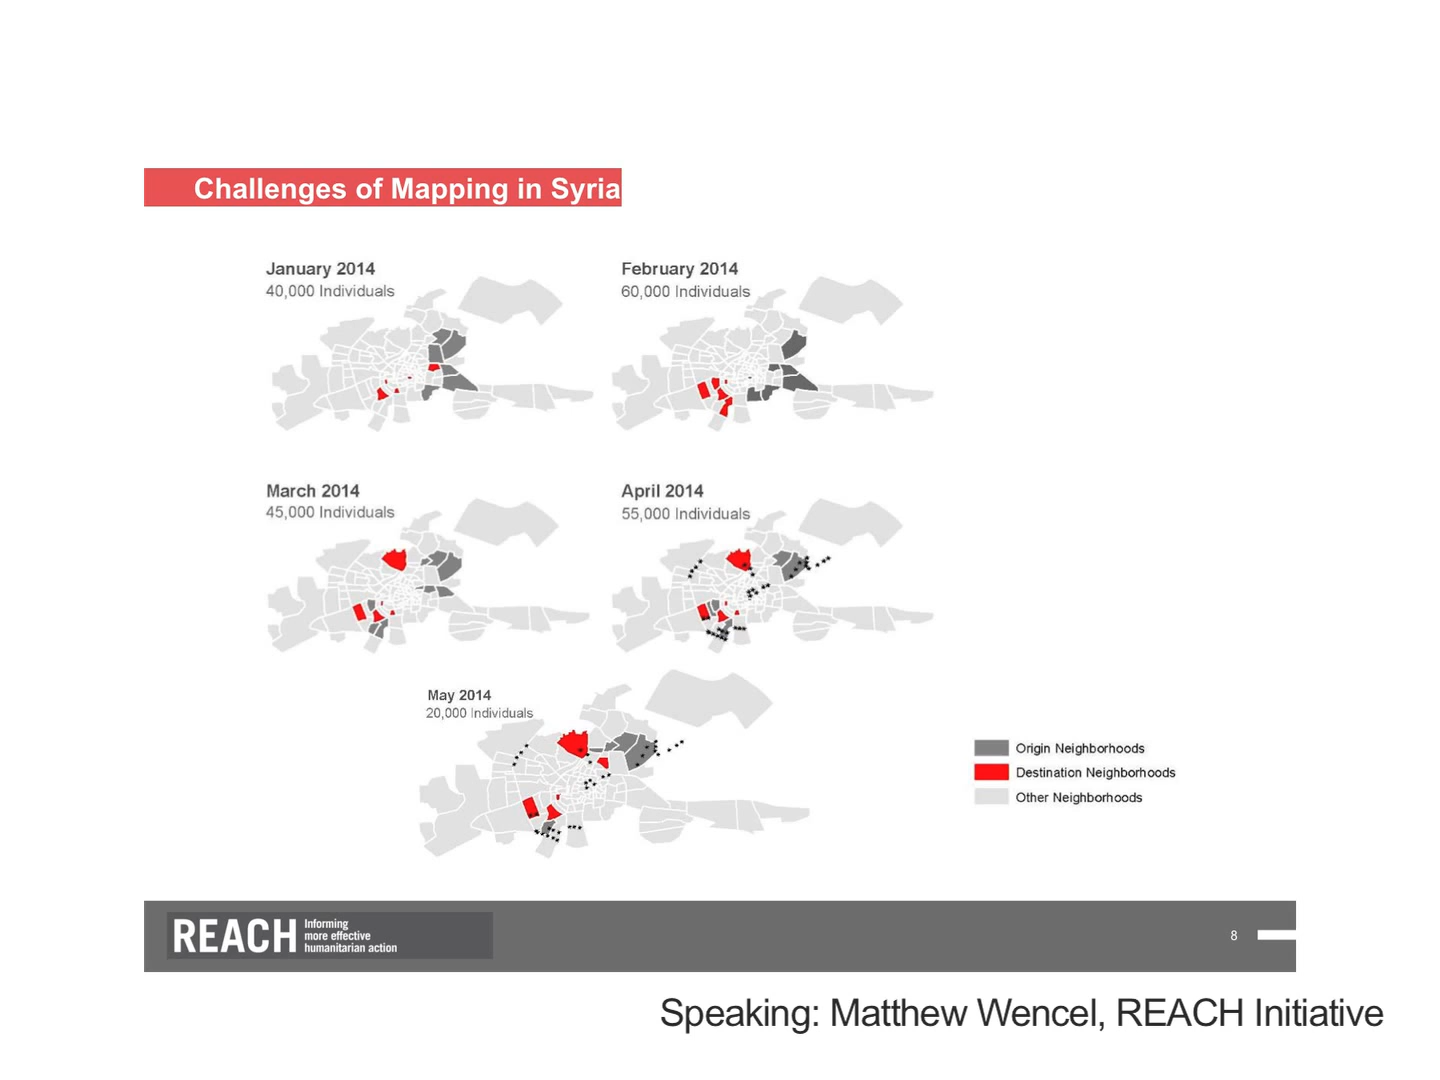 Challenges of Mapping in Syria
January 2014
40,000 Individuals
February 2014
60,000 Individuals
March 2014
45,000 Individuals
April 2014
55,000 Individuals
May 2014
20,000 Individuals
Origin Neighborhoods
Destination Neighborhoods
Other Neighborhoods
REACH
Informing
more effective
humanitarian action
8
Speaking: Matthew Wencel, REACH Initiative